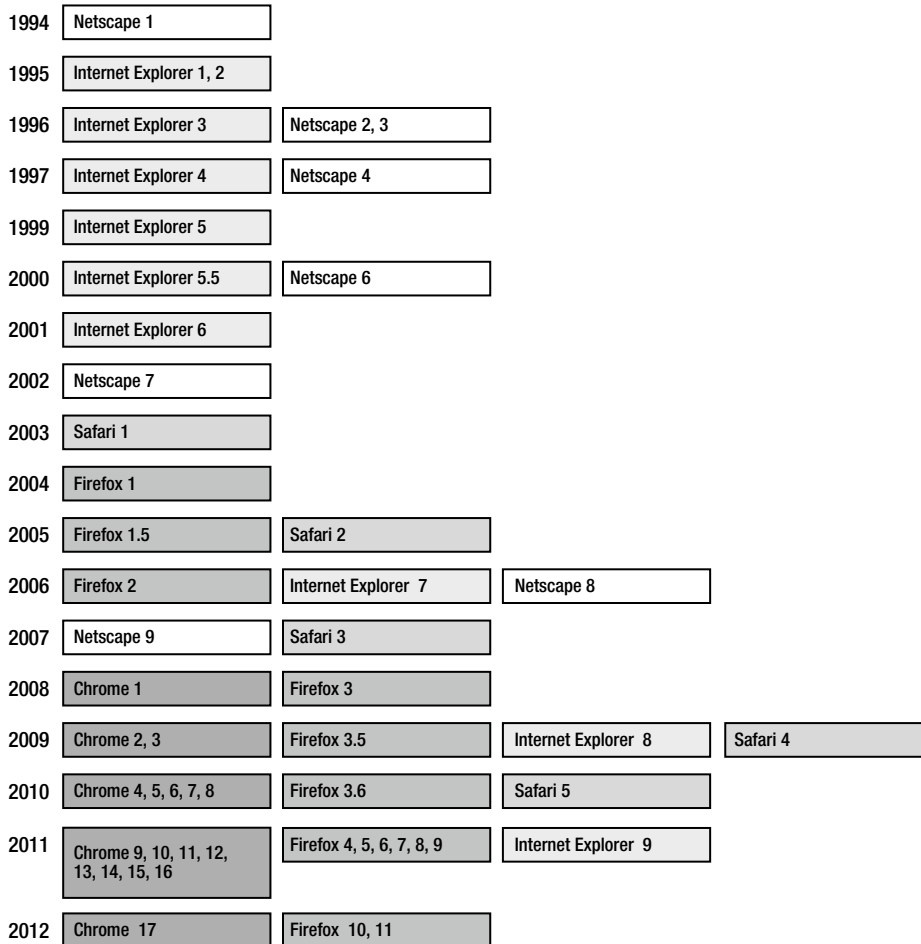 1994 Netscape 1
1995 Internet Explorer 1, 2
1996 Internet Explorer 3 Netscape 2, 3
1997 Internet Explorer 4 Netscape 4
1999 Internet Explorer 5
2000 Internet Explorer 5.5 Netscape 6
2001 Internet Explorer 6
2002 Netscape 7
2003 Safari 1
2004 Firefox 1
2005 Firefox 1.5 Safari 2
2006 Firefox 2 Internet Explorer 7 Netscape 8
2007 Netscape 9 Safari 3
2008 Chrome 1 Firefox 3
2009 Chrome 2, 3 Firefox 3.5 Internet Explorer 8 Safari 4
2010 Chrome 4, 5, 6, 7, 8 Firefox 3.6 Safari 5
2011 Chrome 9, 10, 11, 12,
13, 14, 15, 16
Firefox 4, 5, 6, 7, 8, 9 Internet Explorer 9
2012 Chrome 17 Firefox 10, 11